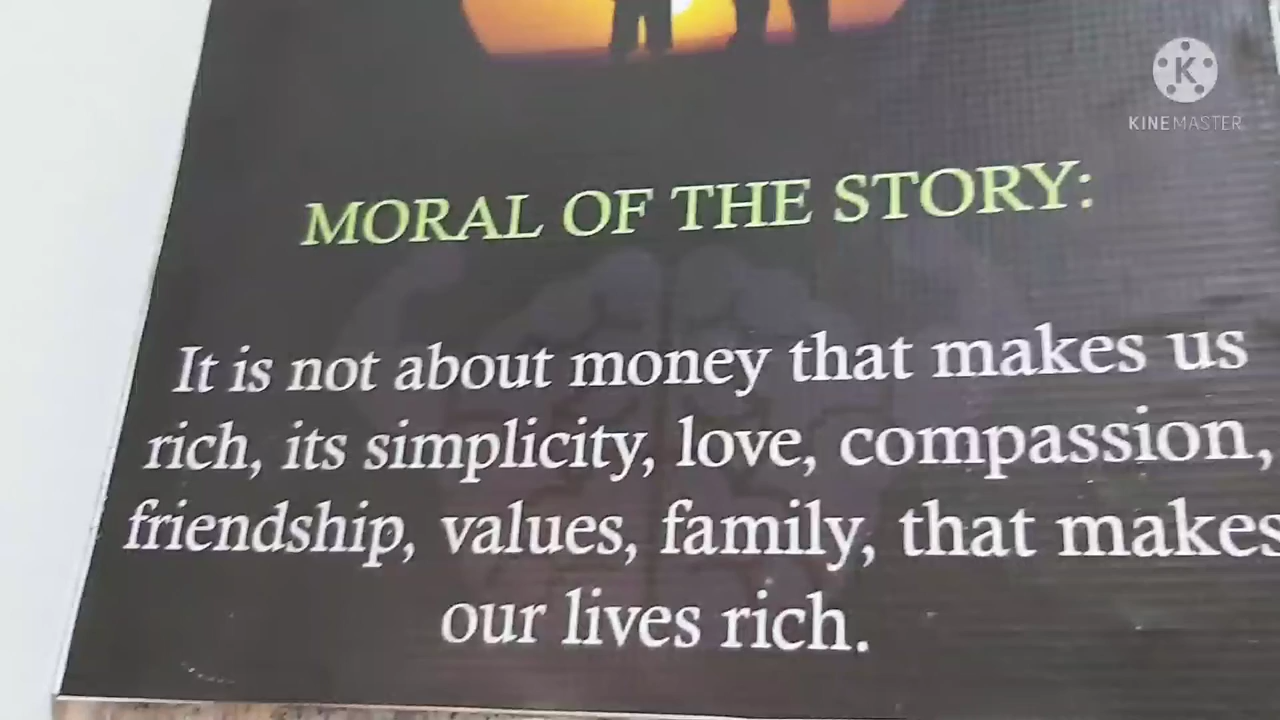 K
KINEMASTER
MORAL OF THE STORY:
It is not about money that makes us
rich, its simplicity, love, compassion,
friendship, values, family, that makes
our lives rich.